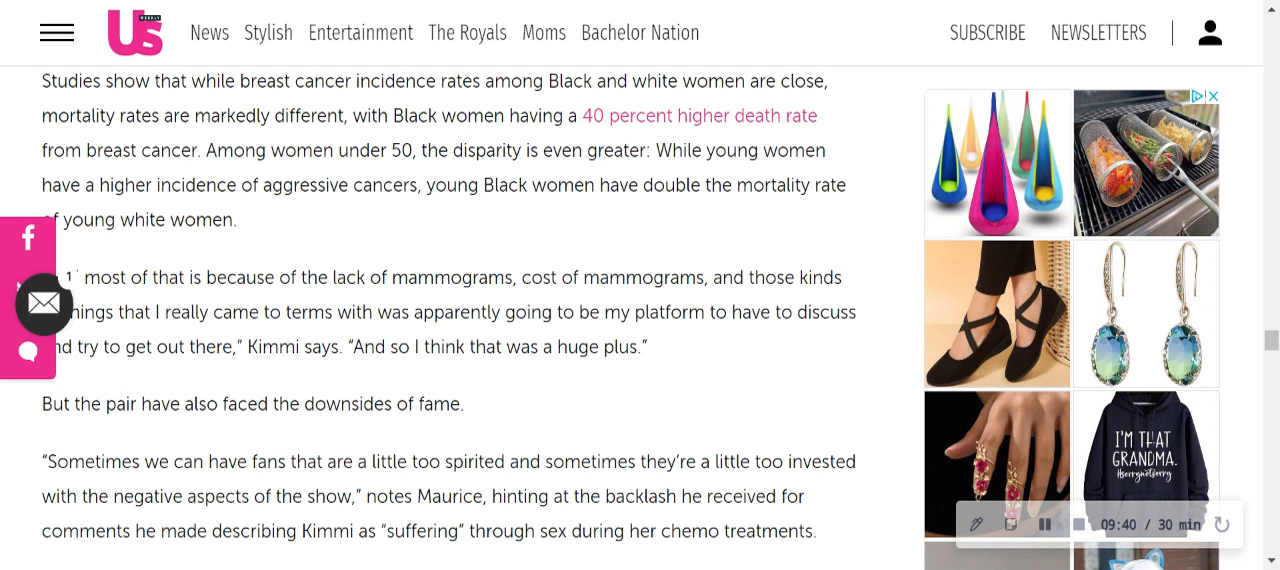 Us WEEKLY News Stylish Entertainment The Royals Moms Bachelor Nation SUBSCRIBE NEWSLETTERS
Studies show that while breast cancer incidence rates among Black and white women are close,
mortality rates are markedly different, with Black women having a 40 percent higher death rate
from breast cancer. Among women under 50, the disparity is even greater: While young women
have a higher incidence of aggressive cancers, young Black women have double the mortality rate
young white women.
most of that is because of the lack of mammograms, cost of mammograms, and those kinds
that I really came to terms with was apparently going to be my platform to have to discuss
try to get out there,” Kimmi says. “And so I think that was a huge plus.”
But the pair have also faced the downsides of fame.
“Sometimes we can have fans that are a little too spirited and sometimes they’re a little too invested
with the negative aspects of the show,” notes Maurice, hinting at the backlash he received for
comments he made describing Kimmi as “suffering” through sex during her chemo treatments.
I'M THAT
GRANDMA.
#sorrynotsorry
09:40 / 30 min